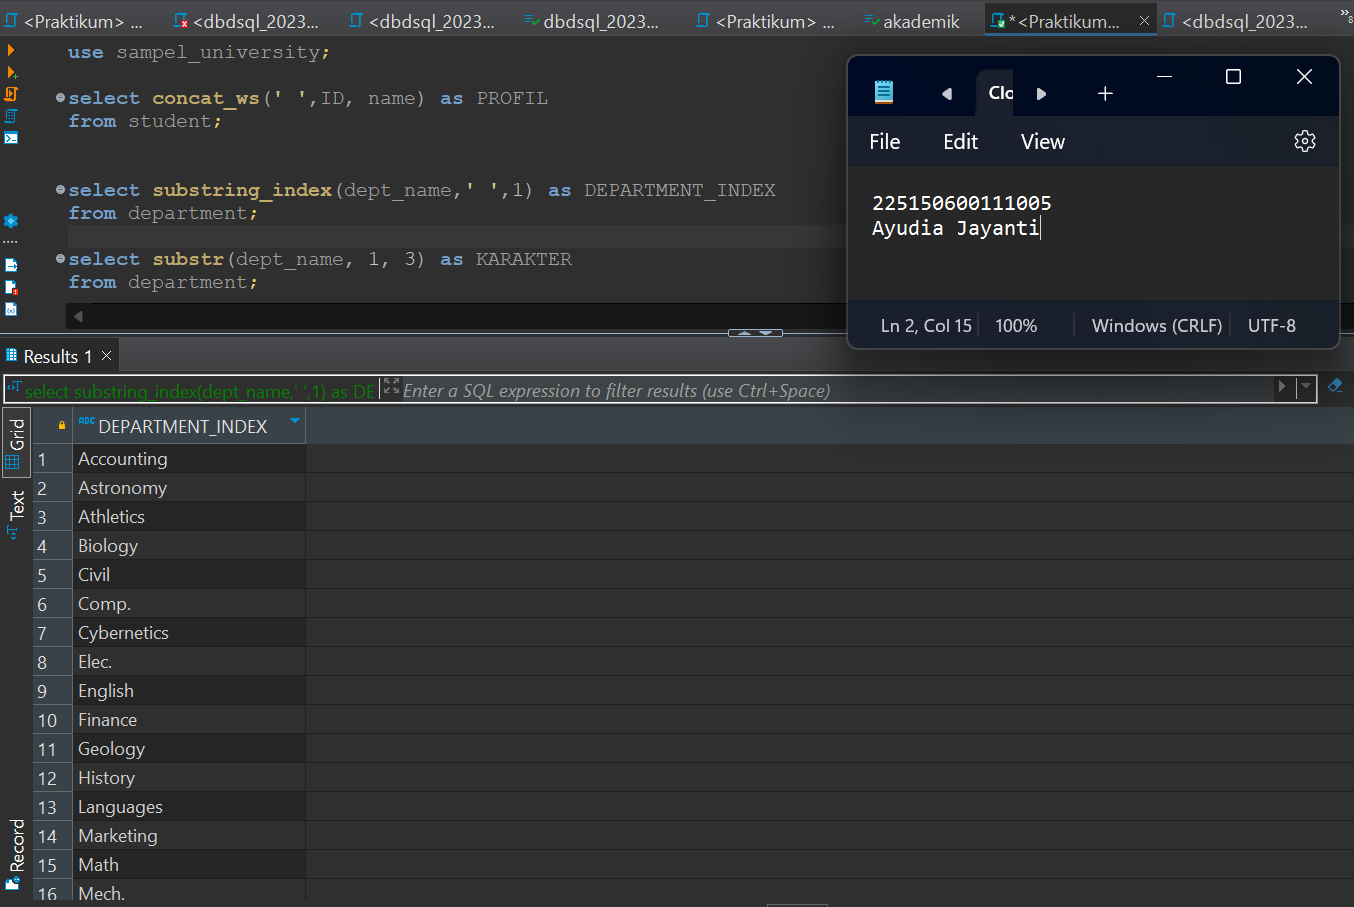 <Praktikum> ...
<dbdsql_2023...
<dbdsql_2023...
dbdsql_2023...
<Praktikum> ...
akademik
*<Praktikum...
<dbdsql_2023...
»8
use sampel_university;
select concat_ws(' ',ID, name) as PROFIL
from student;
select substring_index(dept_name,' ',1) as DEPARTMENT_INDEX
from department;
select substr(dept_name, 1, 3) as KARAKTER
from department;
Clo
File Edit View
225150600111005
Ayudia Jayanti
Ln 2, Col 15 100% Windows (CRLF) UTF-8
Results 1
select substring_index(dept_name,' ',1) as DE
Enter a SQL expression to filter results (use Ctrl+Space)
Grid
Text
Record
ABC DEPARTMENT_INDEX
1 Accounting
2 Astronomy
3 Athletics
4 Biology
5 Civil
6 Comp.
7 Cybernetics
8 Elec.
9 English
10 Finance
11 Geology
12 History
13 Languages
14 Marketing
15 Math
16 Mech.